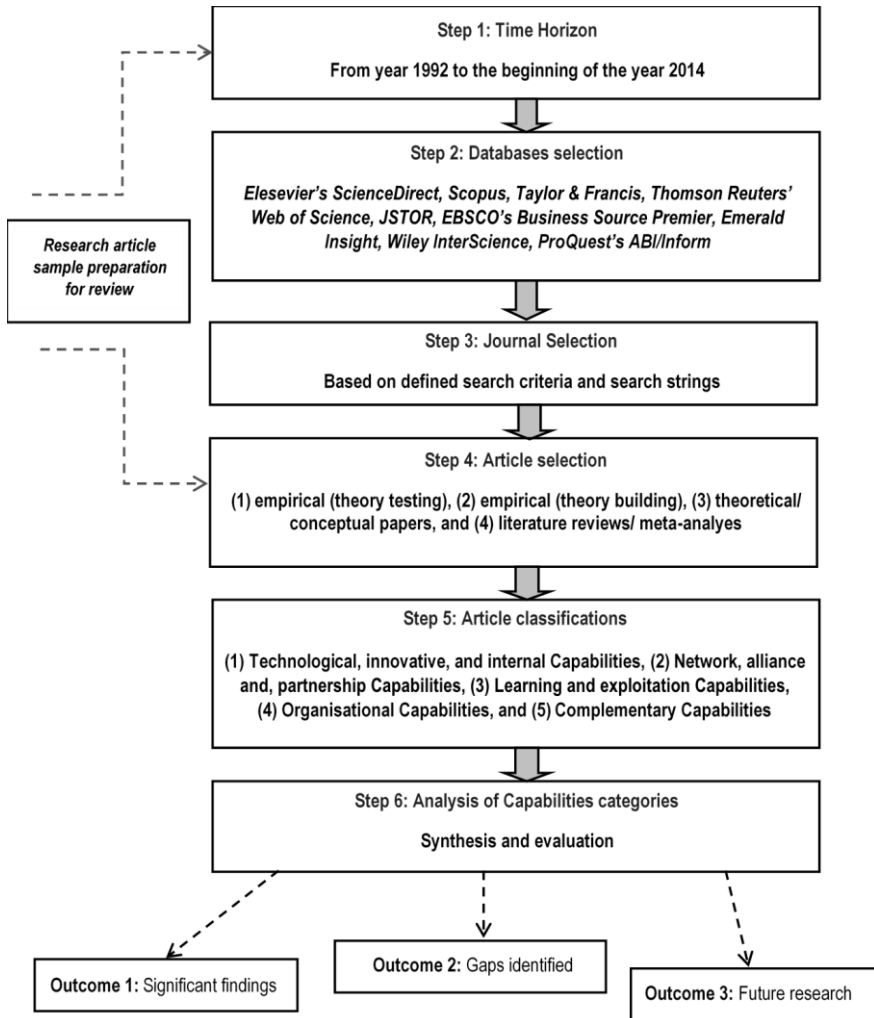 Step 1: Time Horizon
From year 1992 to the beginning of the year 2014
Step 2: Databases selection
Elesevier's ScienceDirect, Scopus, Taylor & Francis, Thomson Reuters'
Web of Science, JSTOR, EBSCO's Business Source Premier, Emerald
Insight, Wiley InterScience, ProQuest's ABI/Inform
Research article
sample preparation
for review
Step 3: Journal Selection
Based on defined search criteria and search strings
Step 4: Article selection
(1) empirical (theory testing), (2) empirical (theory building), (3) theoretical/
conceptual papers, and (4) literature reviews/ meta-analyes
Step 5: Article classifications
(1) Technological, innovative, and internal Capabilities, (2) Network, alliance
and, partnership Capabilities, (3) Learning and exploitation Capabilities,
(4) Organisational Capabilities, and (5) Complementary Capabilities
Step 6: Analysis of Capabilities categories
Synthesis and evaluation
Outcome 1: Significant findings
Outcome 2: Gaps identified
Outcome 3: Future research